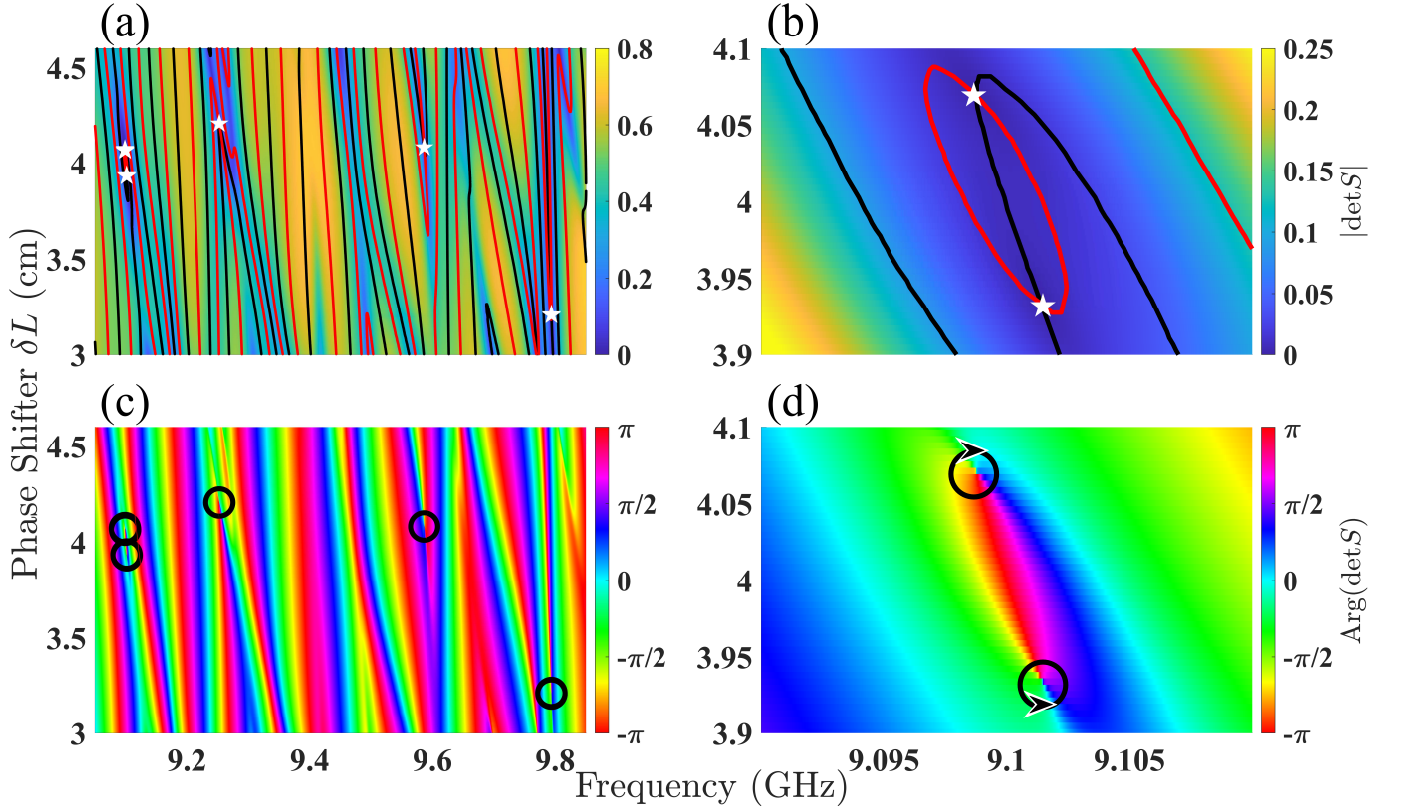 (a)
(b)
Phase Shifter δL (cm)
4.5
4
3.5
3
0.8
0.6
0.4
0.2
0
4.1
4.05
4
3.95
3.9
0.25
0.2
0.15
0.1
0.05
0
|detS|
(c)
(d)
4.5
4
3.5
3
9.2
9.4
9.6
9.8
π
π/2
0
-π/2
-π
4.1
4.05
4
3.95
3.9
9.095
9.1
9.105
π
π/2
0
-π/2
-π
Arg(detS)
Frequency (GHz)